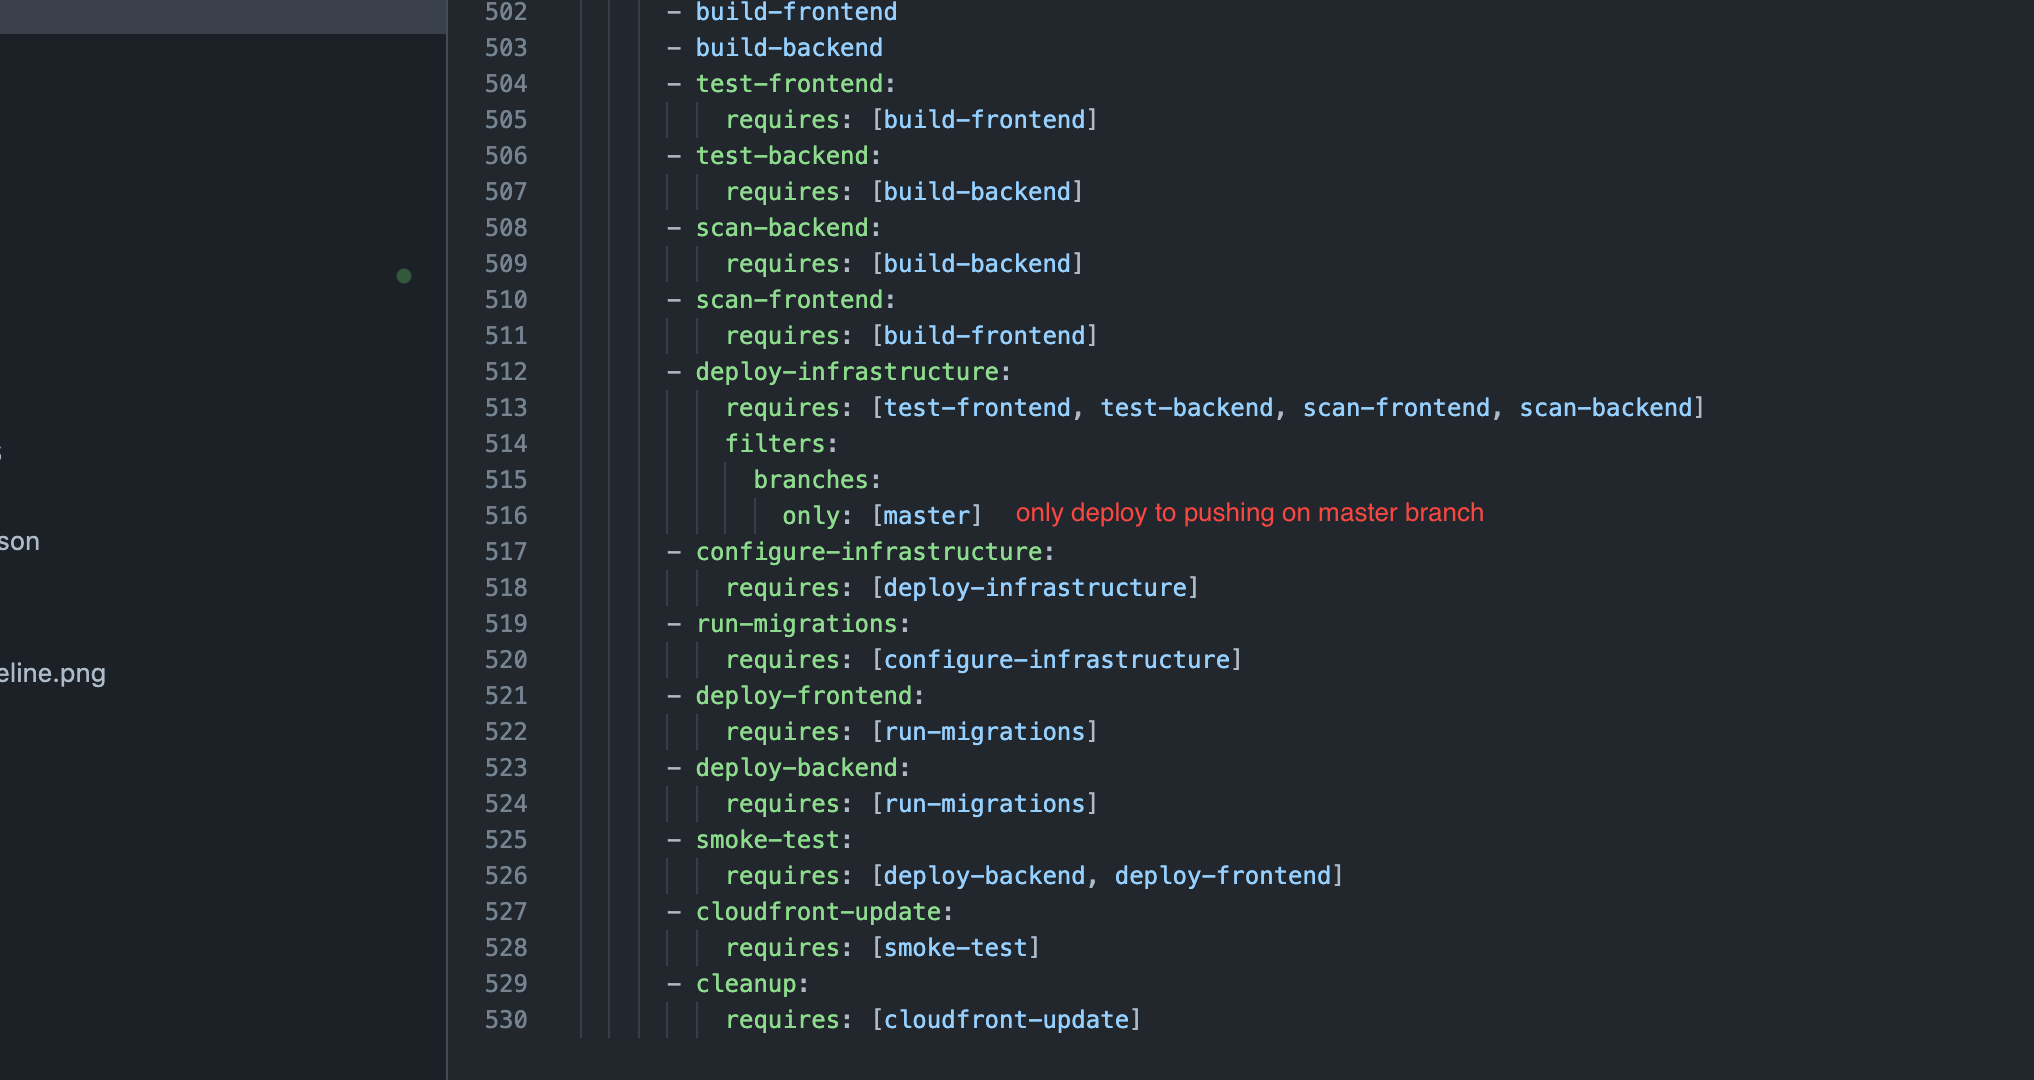 502 - build-frontend
503 - build-backend
504 - test-frontend:
505 requires: [build-frontend]
506 - test-backend:
507 requires: [build-backend]
508 - scan-backend:
509 requires: [build-backend]
510 - scan-frontend:
511 requires: [build-frontend]
512 - deploy-infrastructure:
513 requires: [test-frontend, test-backend, scan-frontend, scan-backend]
514 filters:
515 branches:
516 only: [master] only deploy to pushing on master branch
son
517 - configure-infrastructure:
518 requires: [deploy-infrastructure]
519 - run-migrations:
520 requires: [configure-infrastructure]
eline.png
521 - deploy-frontend:
522 requires: [run-migrations]
523 - deploy-backend:
524 requires: [run-migrations]
525 - smoke-test:
526 requires: [deploy-backend, deploy-frontend]
527 - cloudfront-update:
528 requires: [smoke-test]
529 - cleanup:
530 requires: [cloudfront-update]